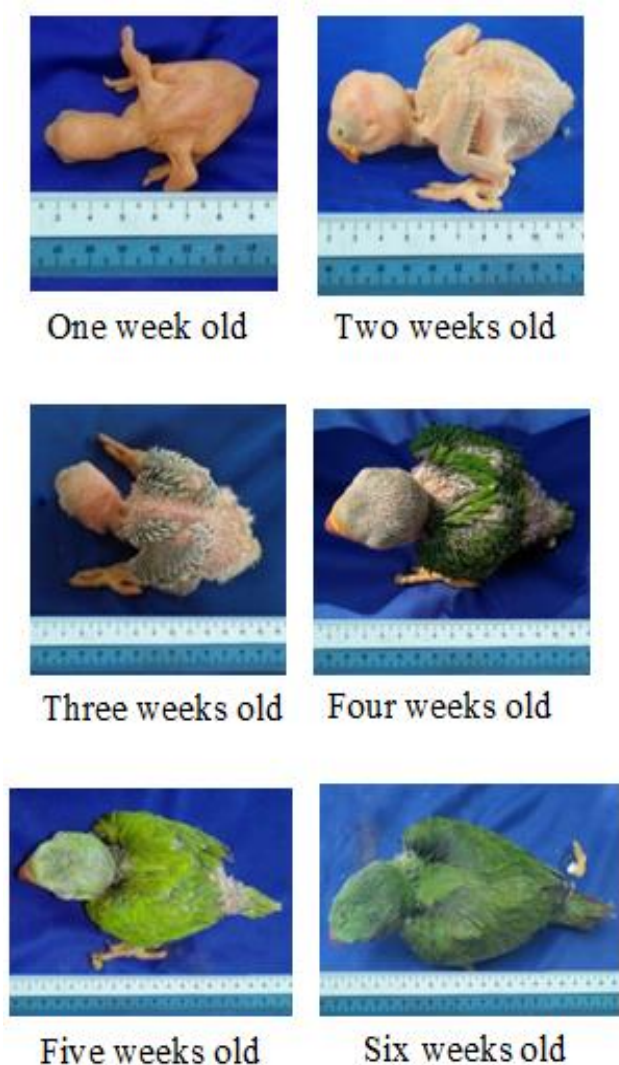 One week old
Two weeks old
Three weeks old
Four weeks old
Five weeks old
Six weeks old